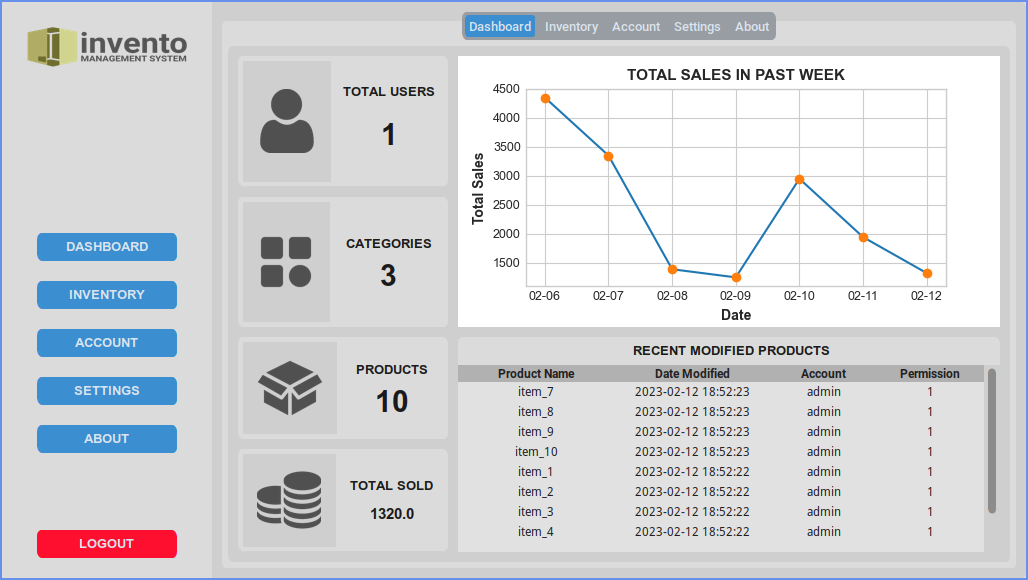 invento
MANAGEMENT SYSTEM
DASHBOARD
INVENTORY
ACCOUNT
SETTINGS
ABOUT
LOGOUT
Dashboard Inventory Account Settings About
TOTAL USERS
1
CATEGORIES
3
PRODUCTS
10
TOTAL SOLD
1320.0
TOTAL SALES IN PAST WEEK
Total Sales
4500
4000
3500
3000
2500
2000
1500
02-06 02-07 02-08 02-09 02-10 02-11 02-12
Date
RECENT MODIFIED PRODUCTS
Product Name Date Modified Account Permission
item_7 2023-02-12 18:52:23 admin 1
item_8 2023-02-12 18:52:23 admin 1
item_9 2023-02-12 18:52:23 admin 1
item_10 2023-02-12 18:52:23 admin 1
item_1 2023-02-12 18:52:22 admin 1
item_2 2023-02-12 18:52:22 admin 1
item_3 2023-02-12 18:52:22 admin 1
item_4 2023-02-12 18:52:22 admin 1